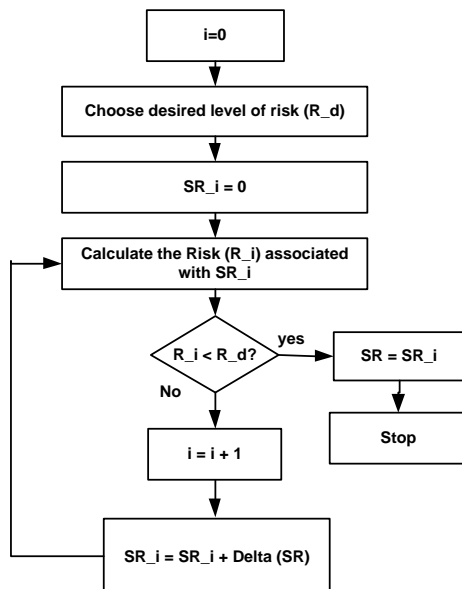 i=0
Choose desired level of risk (R_d)
SR_i = 0
Calculate the Risk (R_i) associated
with SR_i
R_i < R_d?
yes
SR = SR_i
Stop
No
i = i + 1
SR_i = SR_i + Delta (SR)